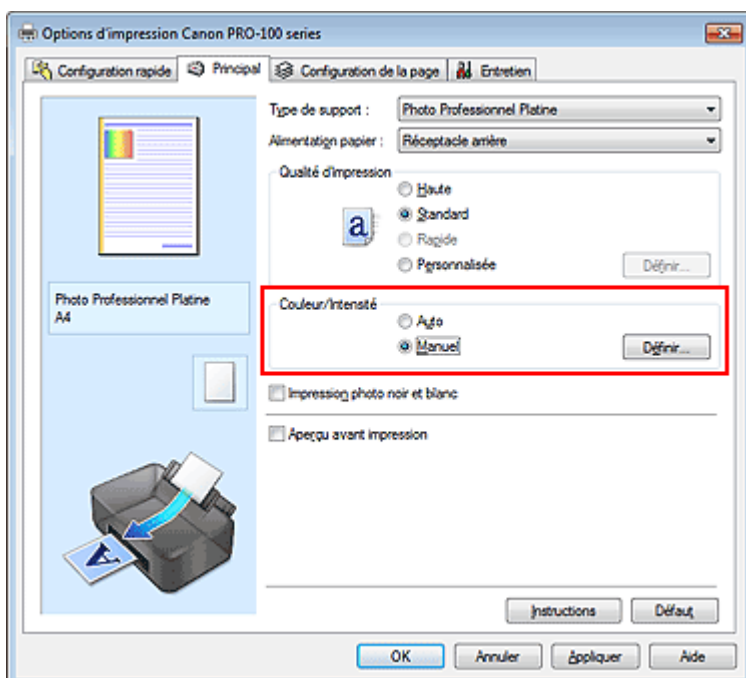 Options d'impression Canon PRO-100 series
Configuration rapide Principal Configuration de la page Entretien
Type de support : Photo Professionnel Platine
Alimentation papier : Réceptacle arrière
Qualité d'impression
Haute
Standard
Rapide
Personnalisée Définir...
Photo Professionnel Platine
A4
Couleur/Intensité
Auto
Manuel Définir...
Impression photo noir et blanc
Aperçu avant impression
Instructions Défaut
OK Annuler Appliquer Aide